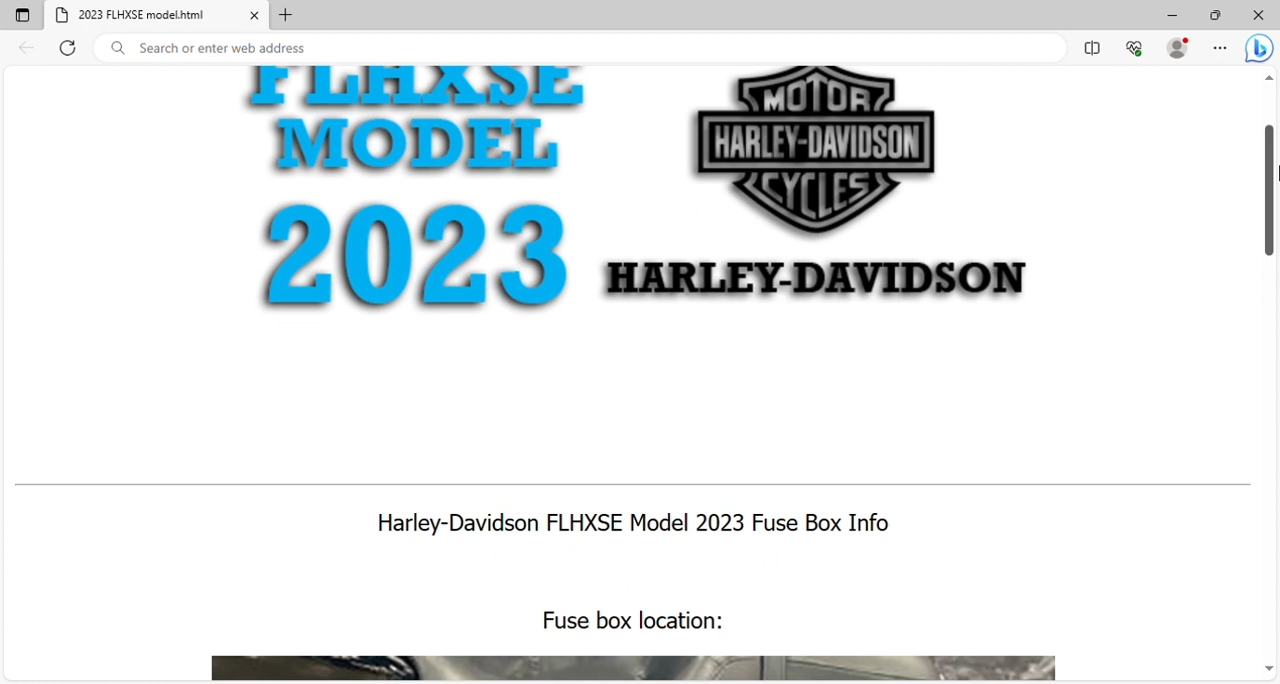 2023 FLHXSE model.html
Search or enter web address
FLHXSE
MODEL
2023
MOTOR
HARLEY-DAVIDSON
CYCLES
HARLEY-DAVIDSON
Harley-Davidson FLHXSE Model 2023 Fuse Box Info
Fuse box location: